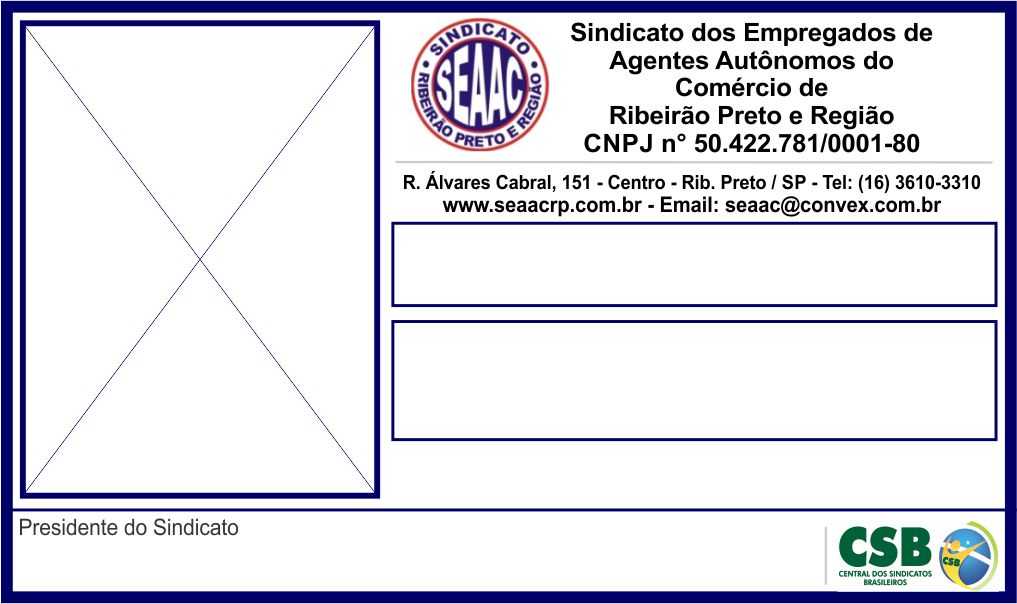 SINDICATO
SEAAC
RIBEIRÃO PRETO E REGIÃO
Sindicato dos Empregados de
Agentes Autônomos do
Comércio de
Ribeirão Preto e Região
CNPJ n° 50.422.781/0001-80
R. Álvares Cabral, 151 - Centro - Rib. Preto / SP - Tel: (16) 3610-3310
www.seaacrp.com.br - Email: seaac@convex.com.br
Presidente do Sindicato
CSB
CENTRAL DOS SINDICATOS
BRASILEIROS
CSB